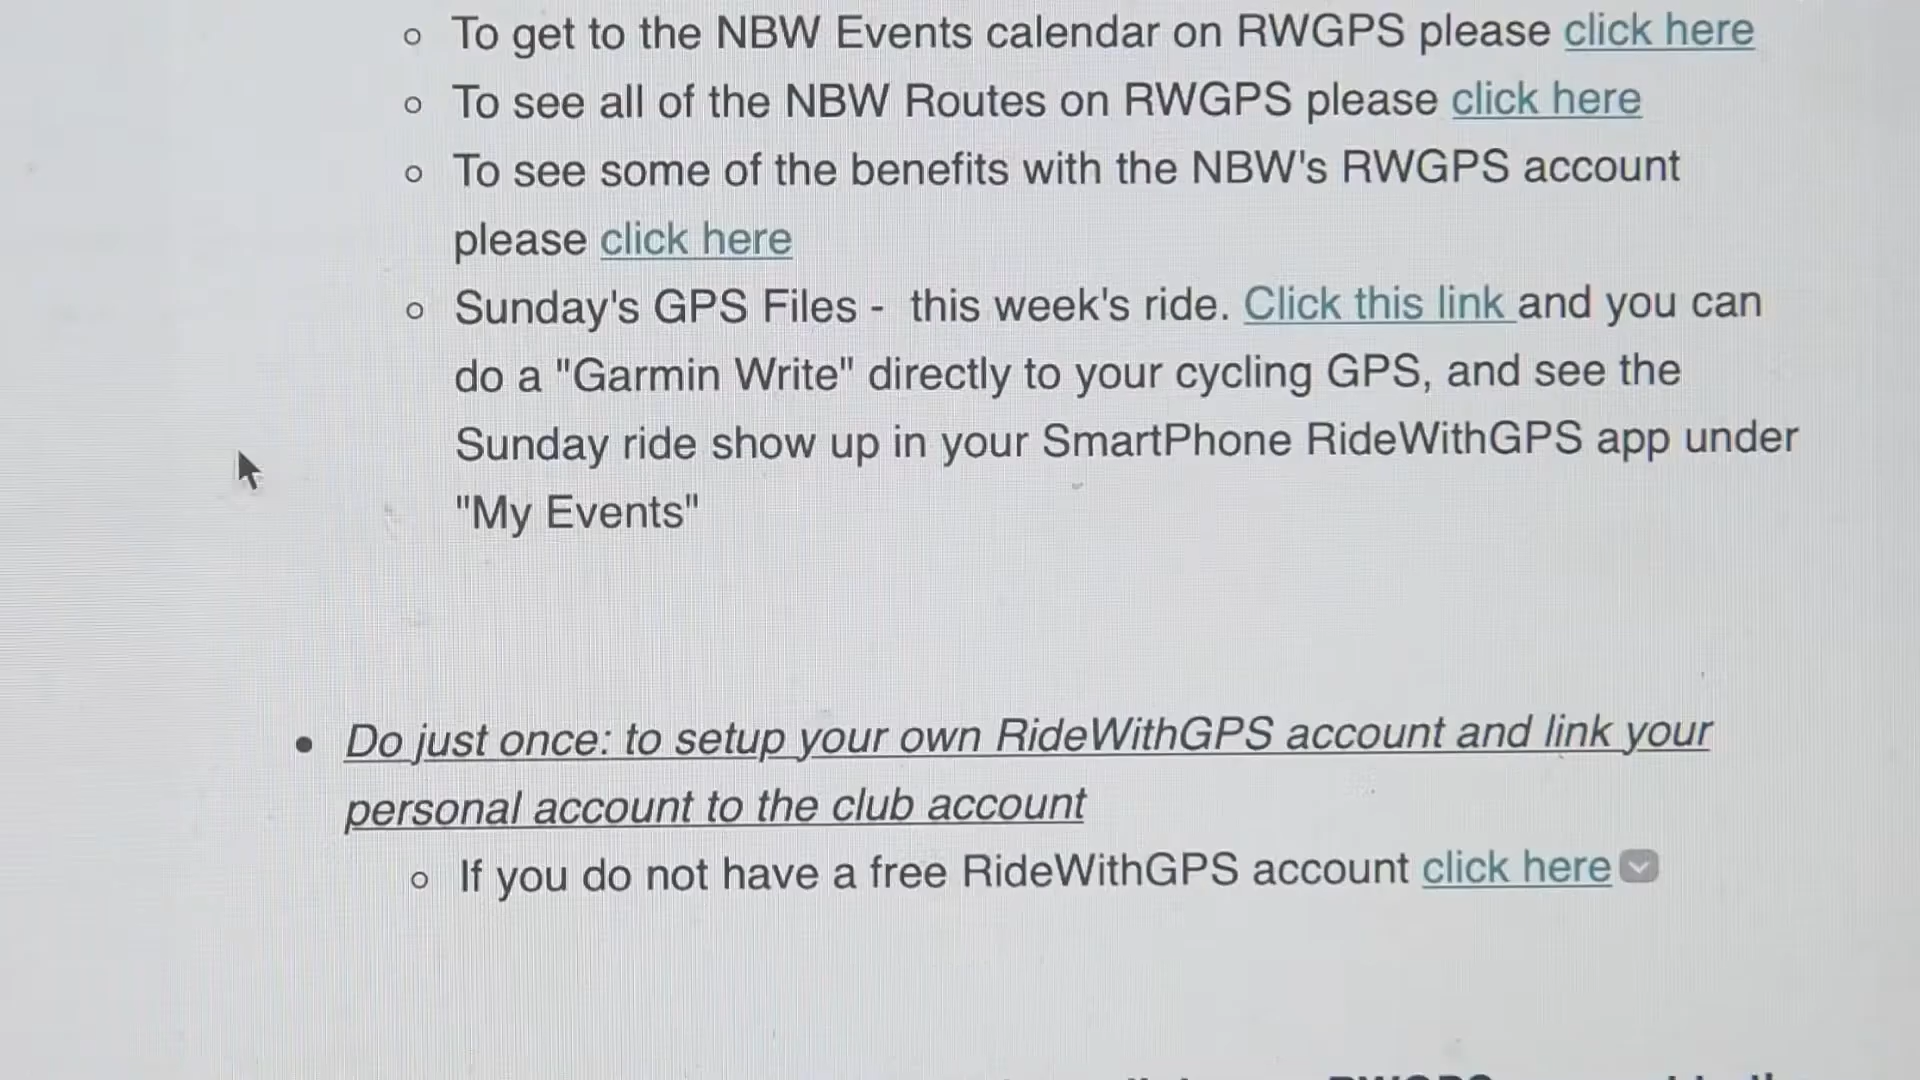 To get to the NBW Events calendar on RWGPS please click here
To see all of the NBW Routes on RWGPS please click here
To see some of the benefits with the NBW's RWGPS account
please click here
Sunday's GPS Files -  this week's ride. Click this link and you can
do a "Garmin Write" directly to your cycling GPS, and see the
Sunday ride show up in your SmartPhone RideWithGPS app under
"My Events"
Do just once: to setup your own RideWithGPS account and link your
personal account to the club account
If you do not have a free RideWithGPS account click here